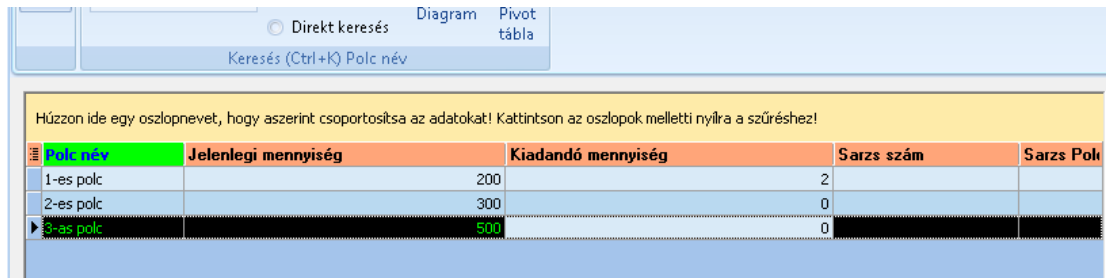 Direkt keresés
Diagram Pivot
tábla
Keresés (Ctrl+K) Polc név
Húzzon ide egy oszlopnevet, hogy aszerint csoportosítsa az adatokat! Kattintson az oszlopok melletti nyílra a szűréshez!
Polc név Jelenlegi mennyiség Kiadandó mennyiség Sarzs szám Sarzs
1-es polc 200 2
2-es polc 300 0
3-as polc 500 0